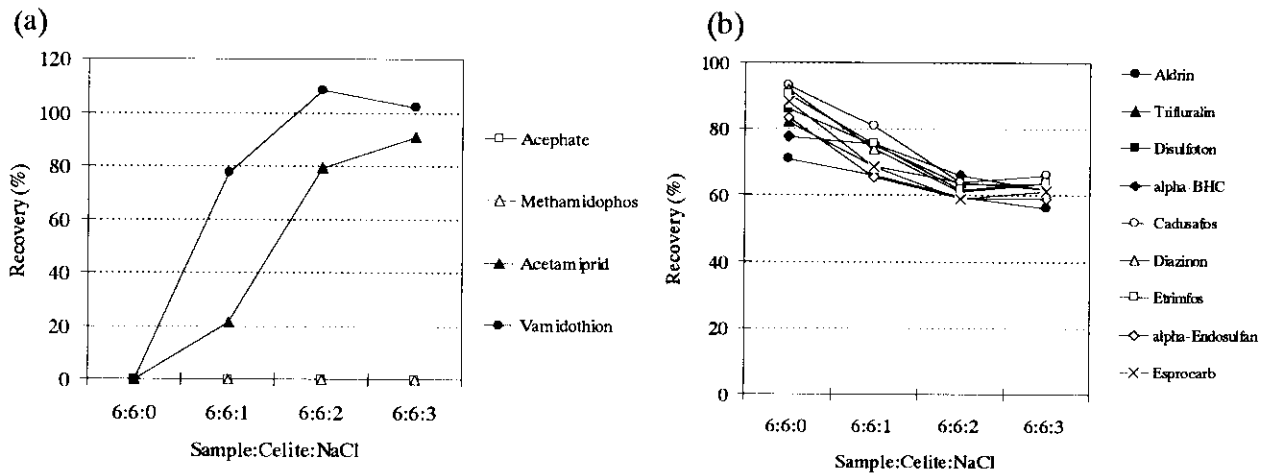 (a)
120
100
80
60
40
20
0
Recovery (%)
6:6:0 6:6:1 6:6:2 6:6:3
Sample:Celite:NaCl
Acephate
Methamidophos
Acetamiprid
Vamidothion
(b)
100
80
60
40
20
0
Recovery (%)
6:6:0 6:6:1 6:6:2 6:6:3
Sample:Celite:NaCl
Aldrin
Trifluralin
Disulfoton
alpha-BHC
Cadusafos
Diazinon
Etrimfos
alpha-Endosulfan
Esprocarb